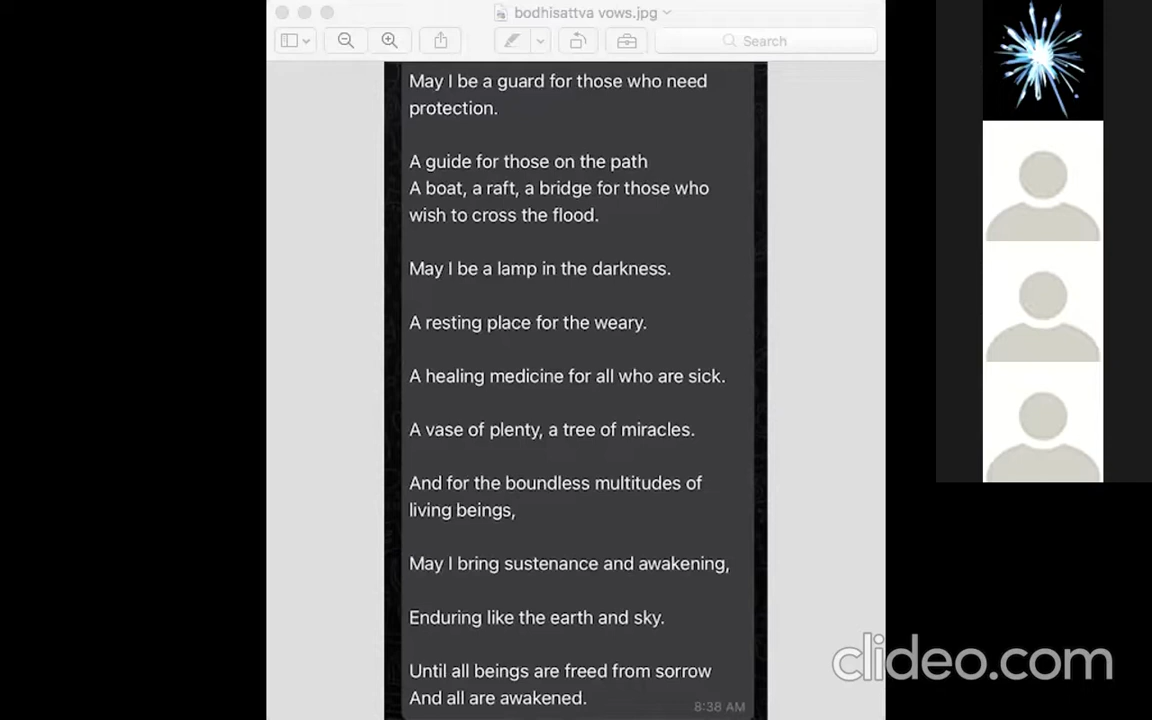 bodhisattva vows.jpg
Search
May I be a guard for those who need
protection.
A guide for those on the path
A boat, a raft, a bridge for those who
wish to cross the flood.
May I be a lamp in the darkness.
A resting place for the weary.
A healing medicine for all who are sick.
A vase of plenty, a tree of miracles.
And for the boundless multitudes of
living beings,
May I bring sustenance and awakening,
Enduring like the earth and sky.
Until all beings are freed from sorrow
And all are awakened.
8:38 AM
clideo.com